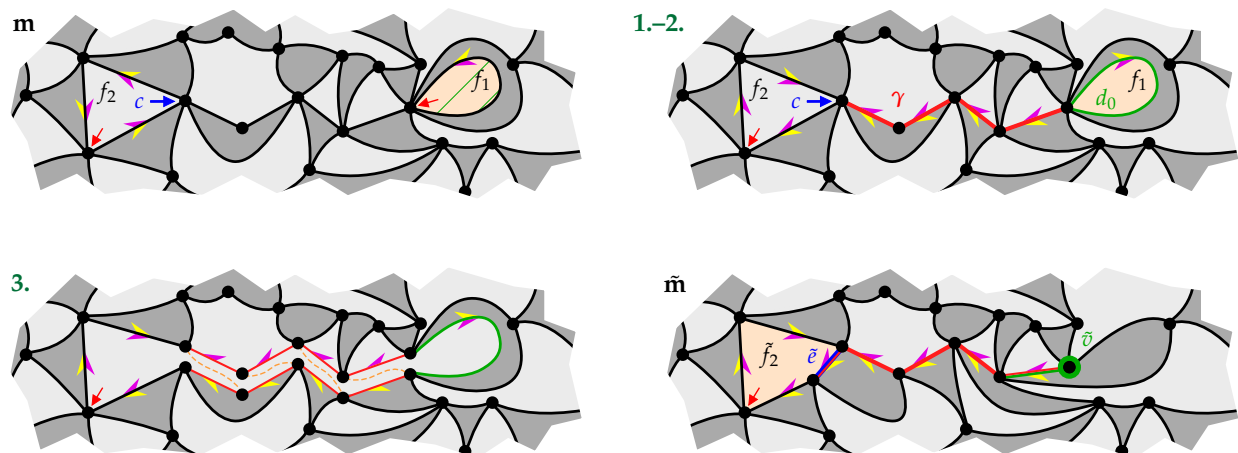 m
f₂
c
f₁
1.–2.
f₂
c
γ
d₀
f₁
3.
m̃
f̃₂
ẽ
ṽ